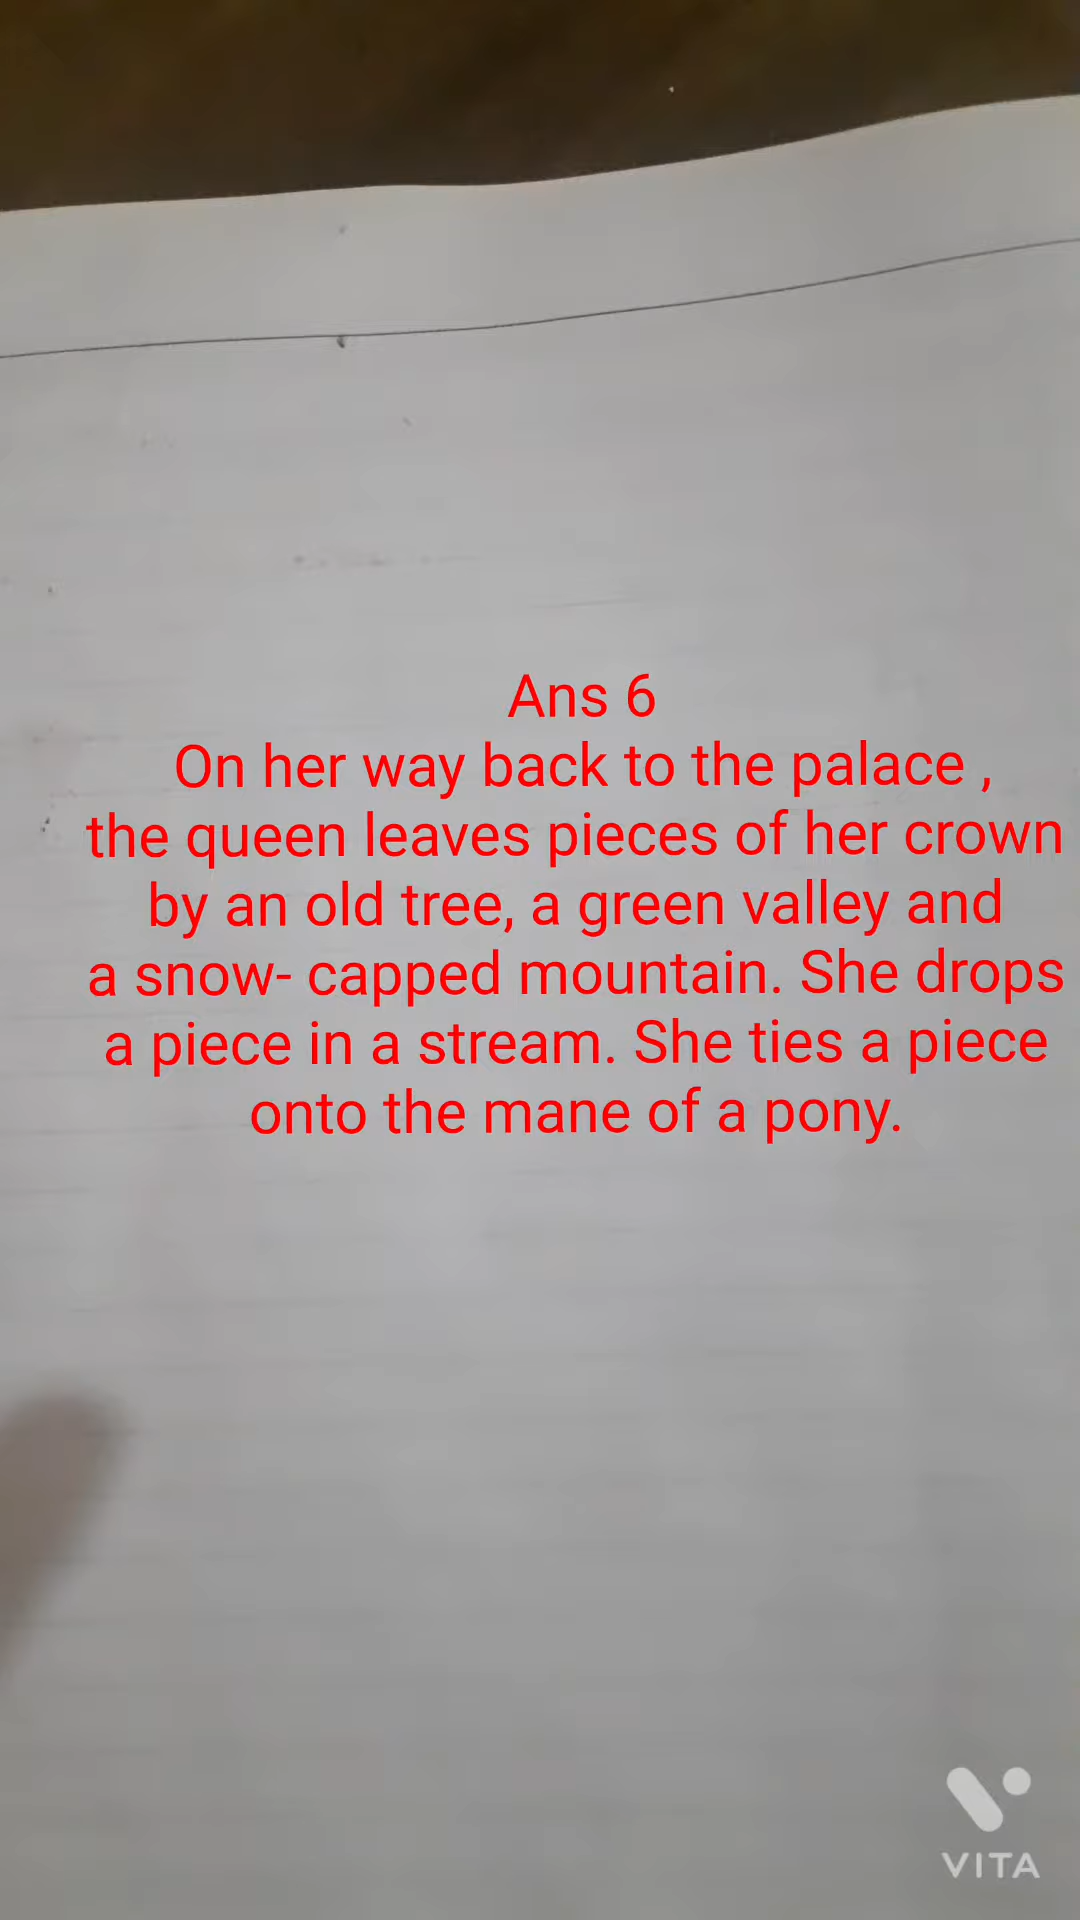 Ans 6
On her way back to the palace ,
the queen leaves pieces of her crown
by an old tree, a green valley and
a snow- capped mountain. She drops
a piece in a stream. She ties a piece
onto the mane of a pony.
VITA